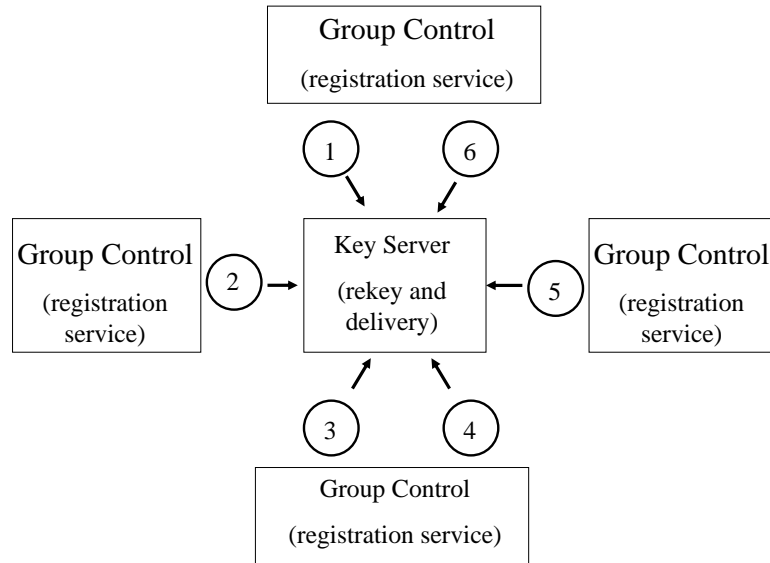 Group Control
(registration service)
1
6
Group Control
(registration
service)
2
Key Server
(rekey and
delivery)
5
Group Control
(registration
service)
3
4
Group Control
(registration service)